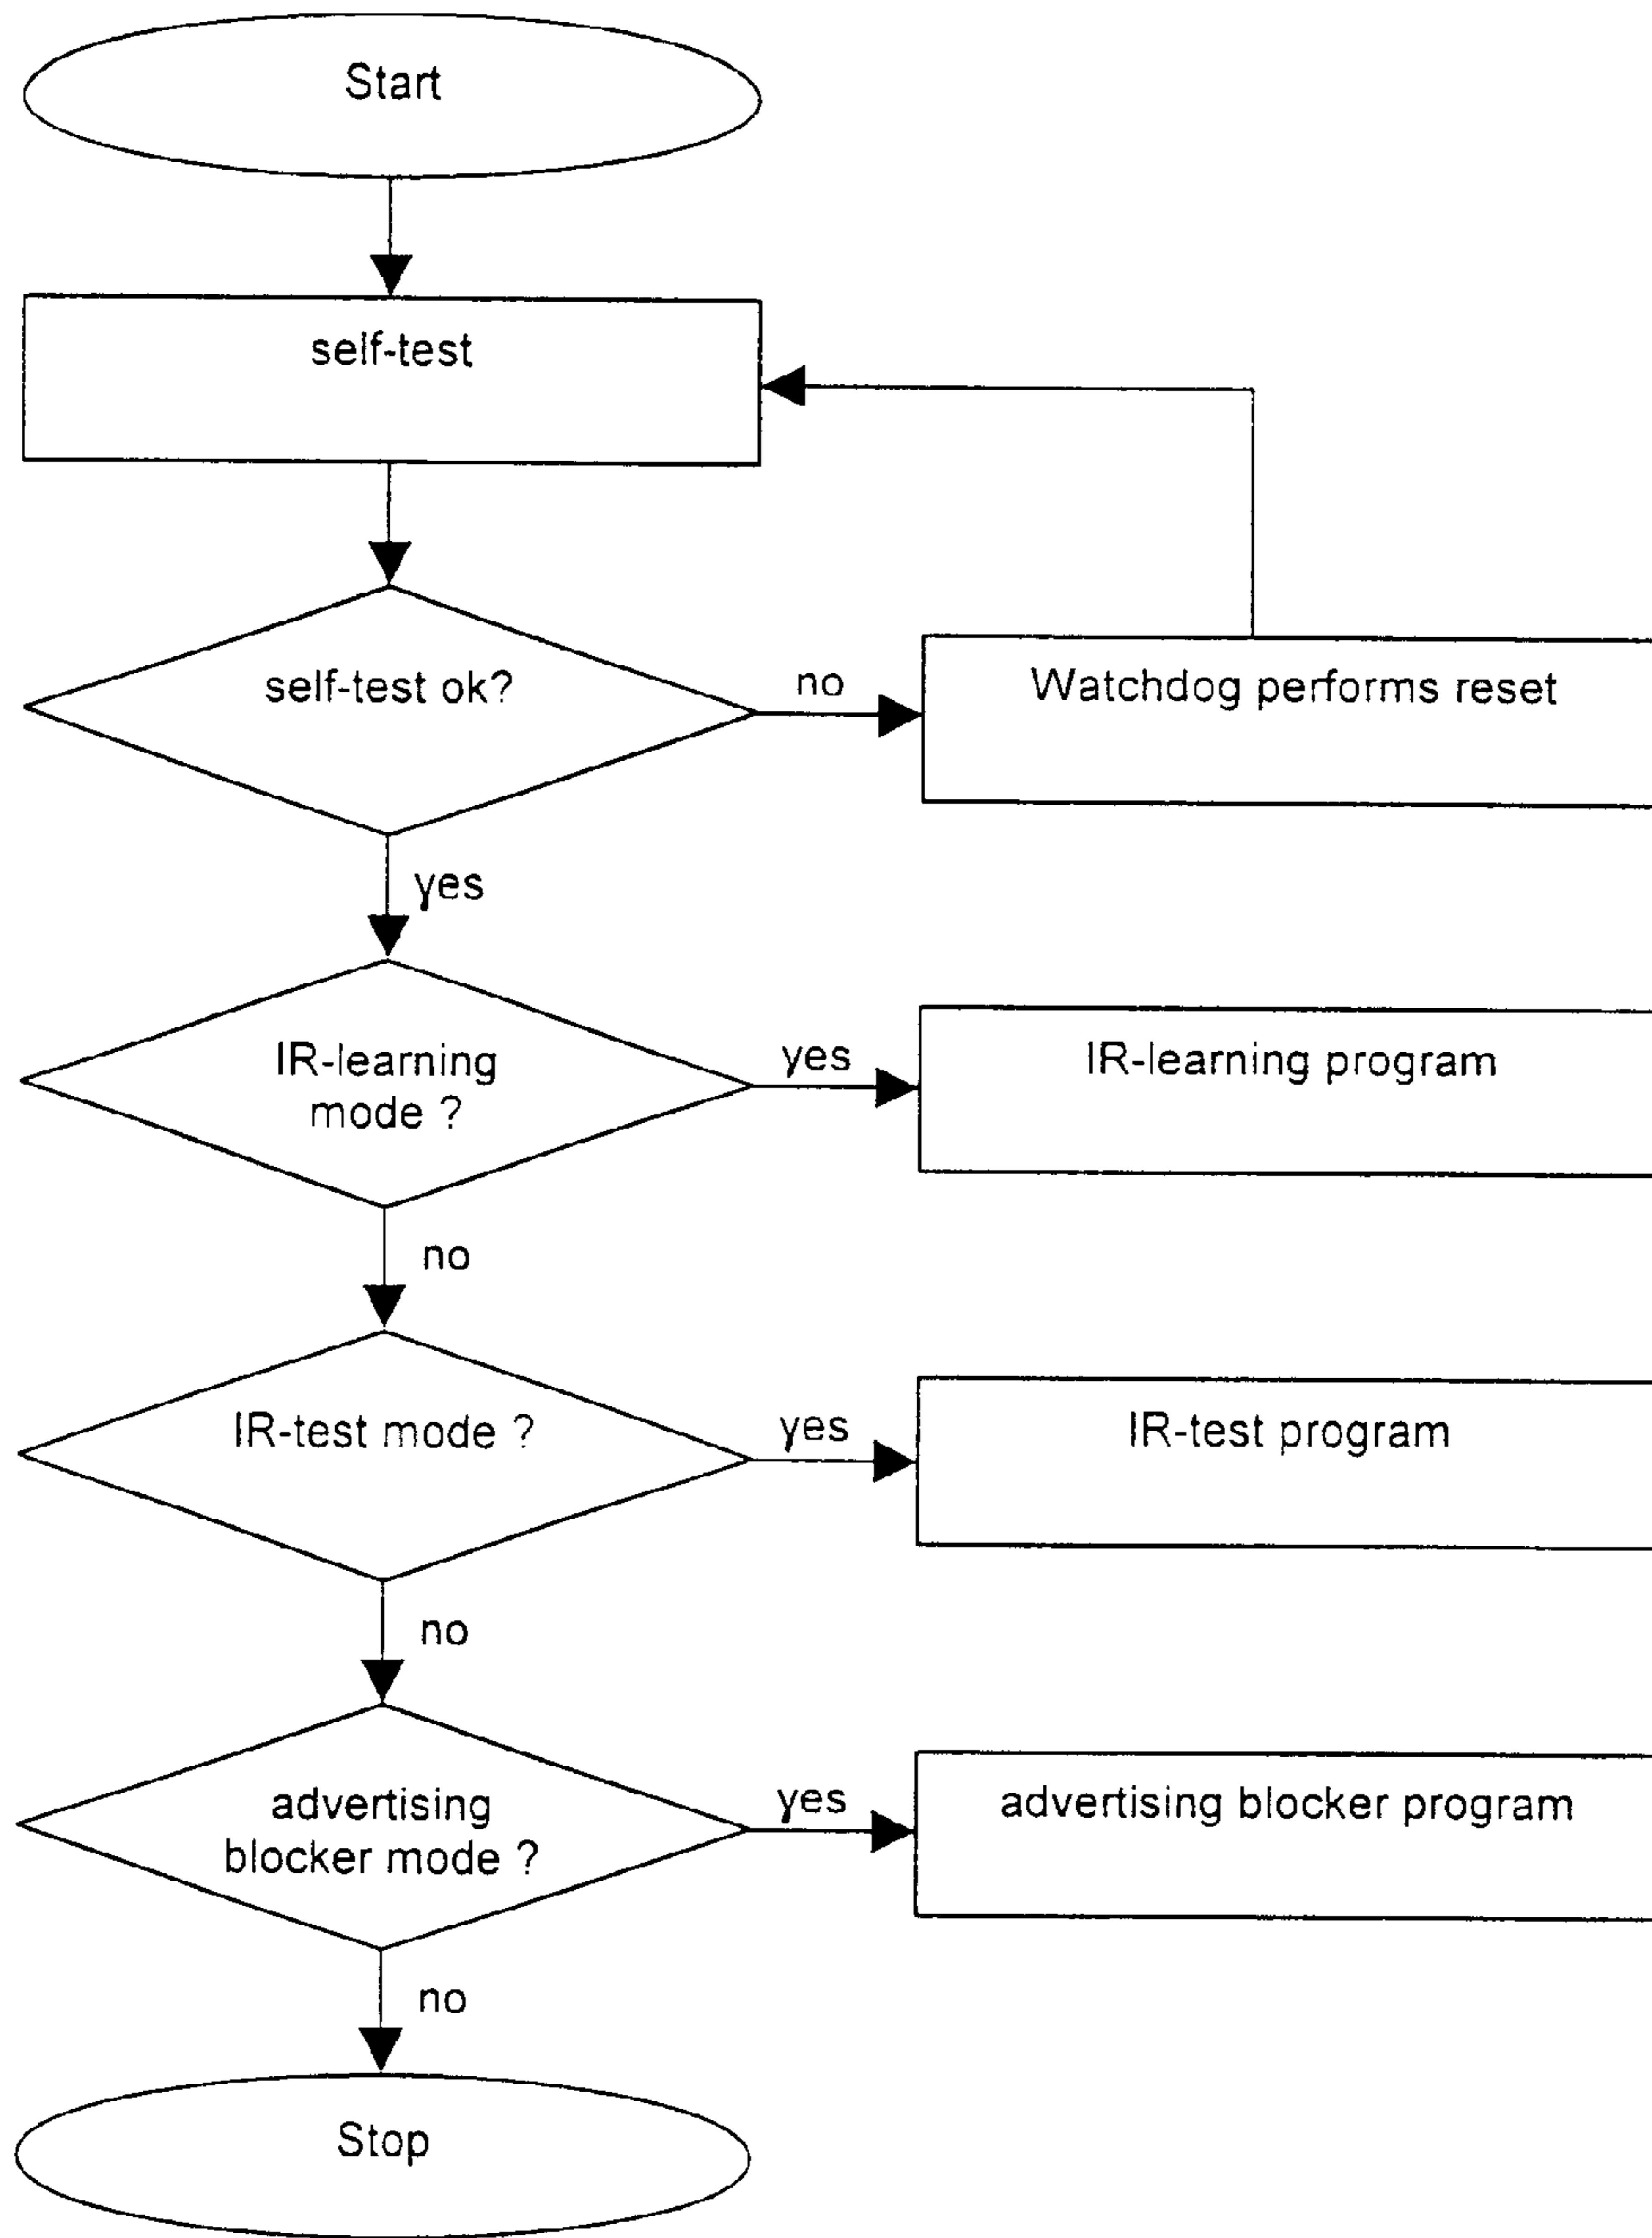 Start
self-test
self-test ok?
no
Watchdog performs reset
yes
IR-learning
mode ?
yes
IR-learning program
no
IR-test mode ?
yes
IR-test program
no
advertising
blocker mode ?
yes
advertising blocker program
no
Stop